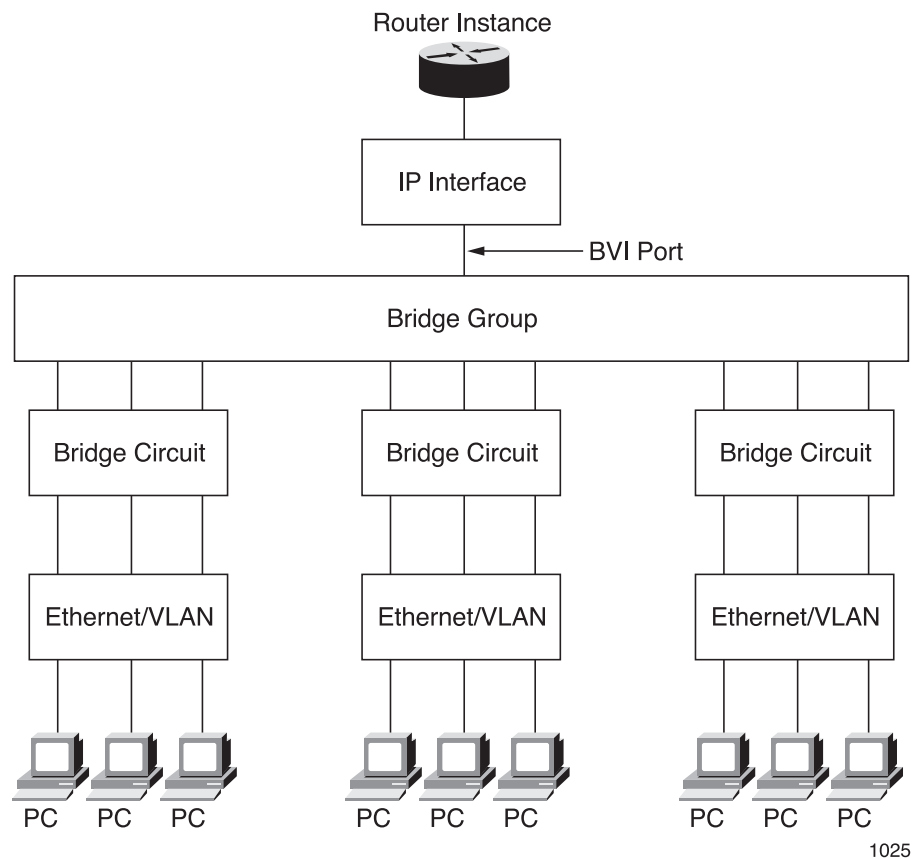 Router Instance
IP Interface
BVI Port
Bridge Group
Bridge Circuit
Bridge Circuit
Bridge Circuit
Ethernet/VLAN
Ethernet/VLAN
Ethernet/VLAN
PC PC PC
PC PC PC
PC PC PC
1025